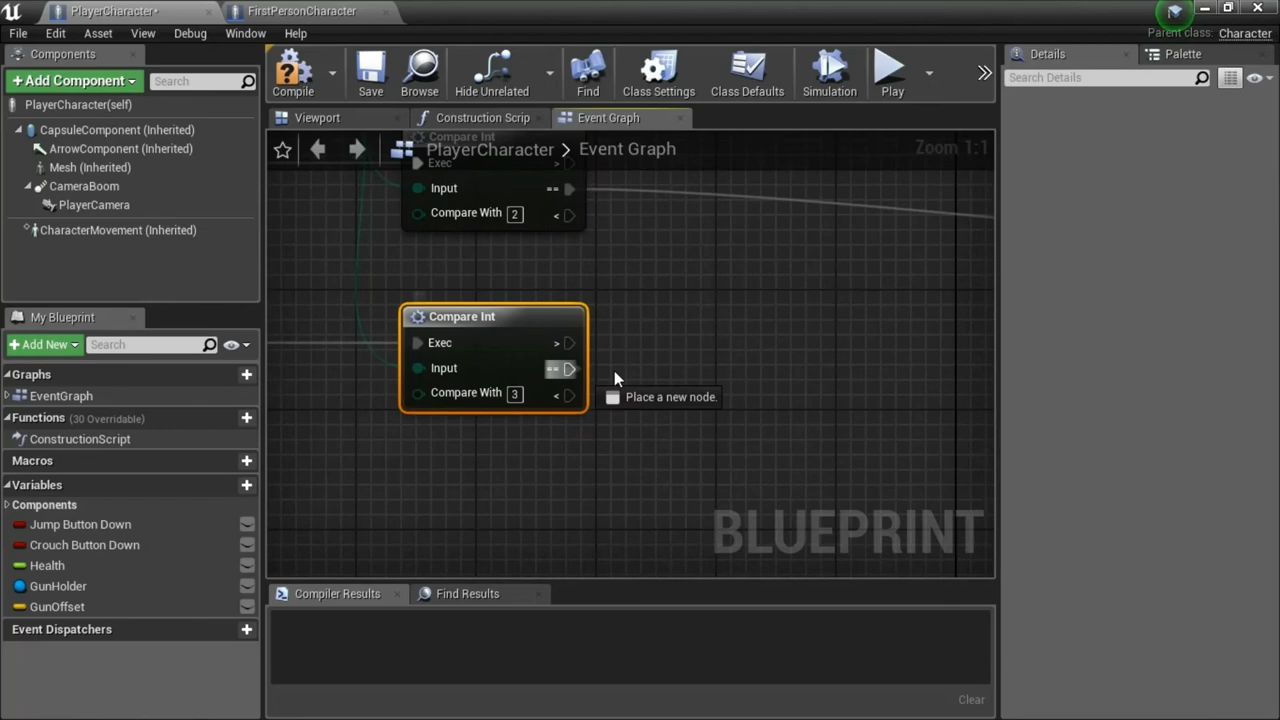 PlayerCharacter*
FirstPersonCharacter
File Edit Asset View Debug Window Help
Parent class: Character
Components
+Add Component
Search
PlayerCharacter(self)
CapsuleComponent (Inherited)
ArrowComponent (Inherited)
Mesh (Inherited)
CameraBoom
PlayerCamera
CharacterMovement (Inherited)
My Blueprint
+Add New
Search
Graphs
EventGraph
Functions (30 Overridable)
ConstructionScript
Macros
Variables
Components
Jump Button Down
Crouch Button Down
Health
GunHolder
GunOffset
Event Dispatchers
Compile
Save
Browse
Hide Unrelated
Find
Class Settings
Class Defaults
Simulation
Play
Viewport
Construction Scrip
Event Graph
PlayerCharacter > Event Graph
Zoom 1:1
Compare Int
Exec >
Input ==
Compare With 2 <
Compare Int
Exec >
Input ==
Compare With 3 <
Place a new node.
BLUEPRINT
Compiler Results
Find Results
Clear
Details
Palette
Search Details